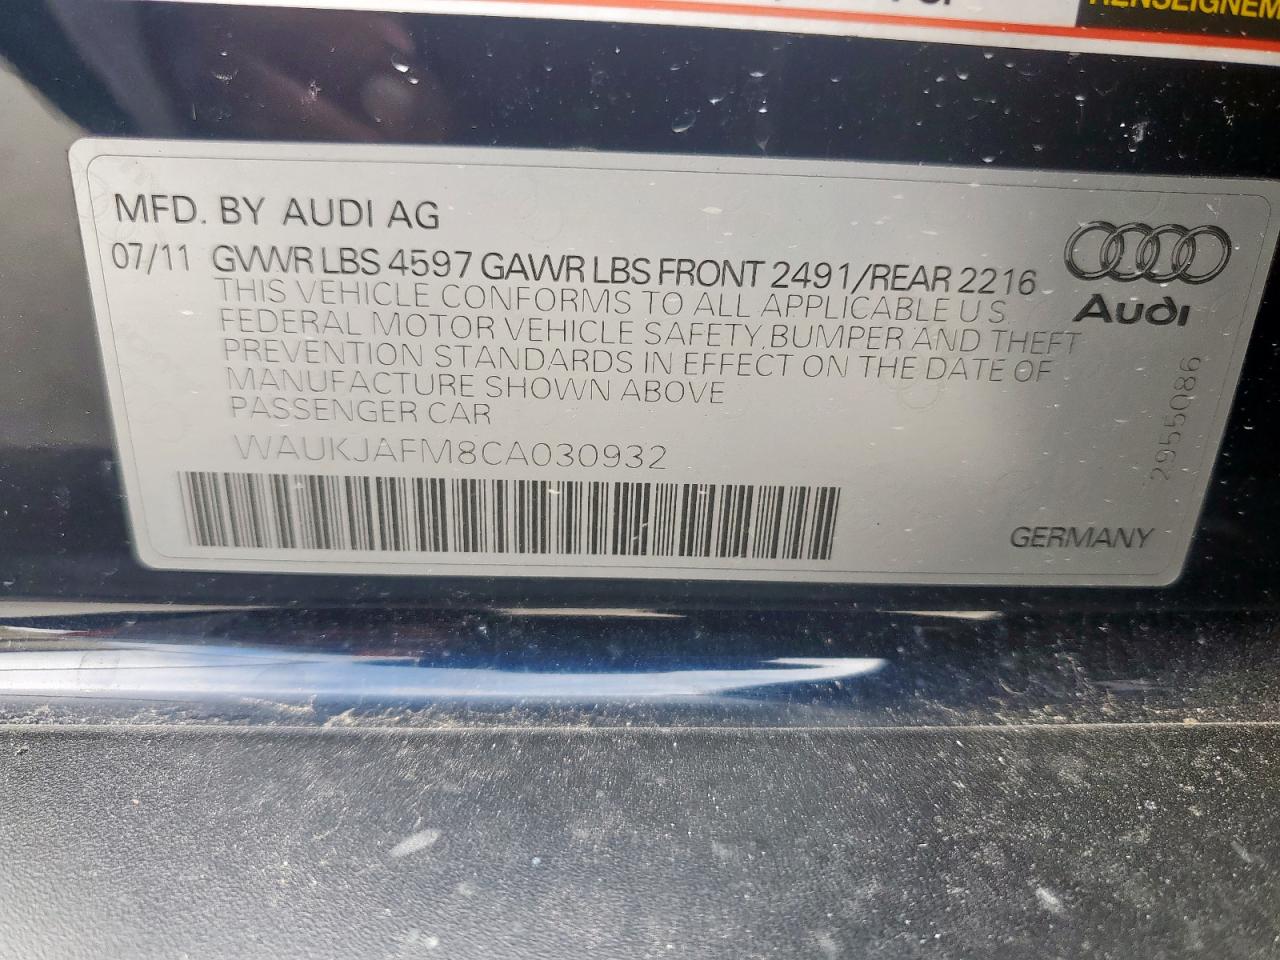 RENSEIGNEM
MFD. BY AUDI AG
07/11 GVWR LBS 4597 GAWR LBS FRONT 2491/REAR 2216
THIS VEHICLE CONFORMS TO ALL APPLICABLE U.S.
FEDERAL MOTOR VEHICLE SAFETY, BUMPER AND THEFT
PREVENTION STANDARDS IN EFFECT ON THE DATE OF
MANUFACTURE SHOWN ABOVE
PASSENGER CAR
WAUKJAFM8CA030932
Audi
2955086
GERMANY